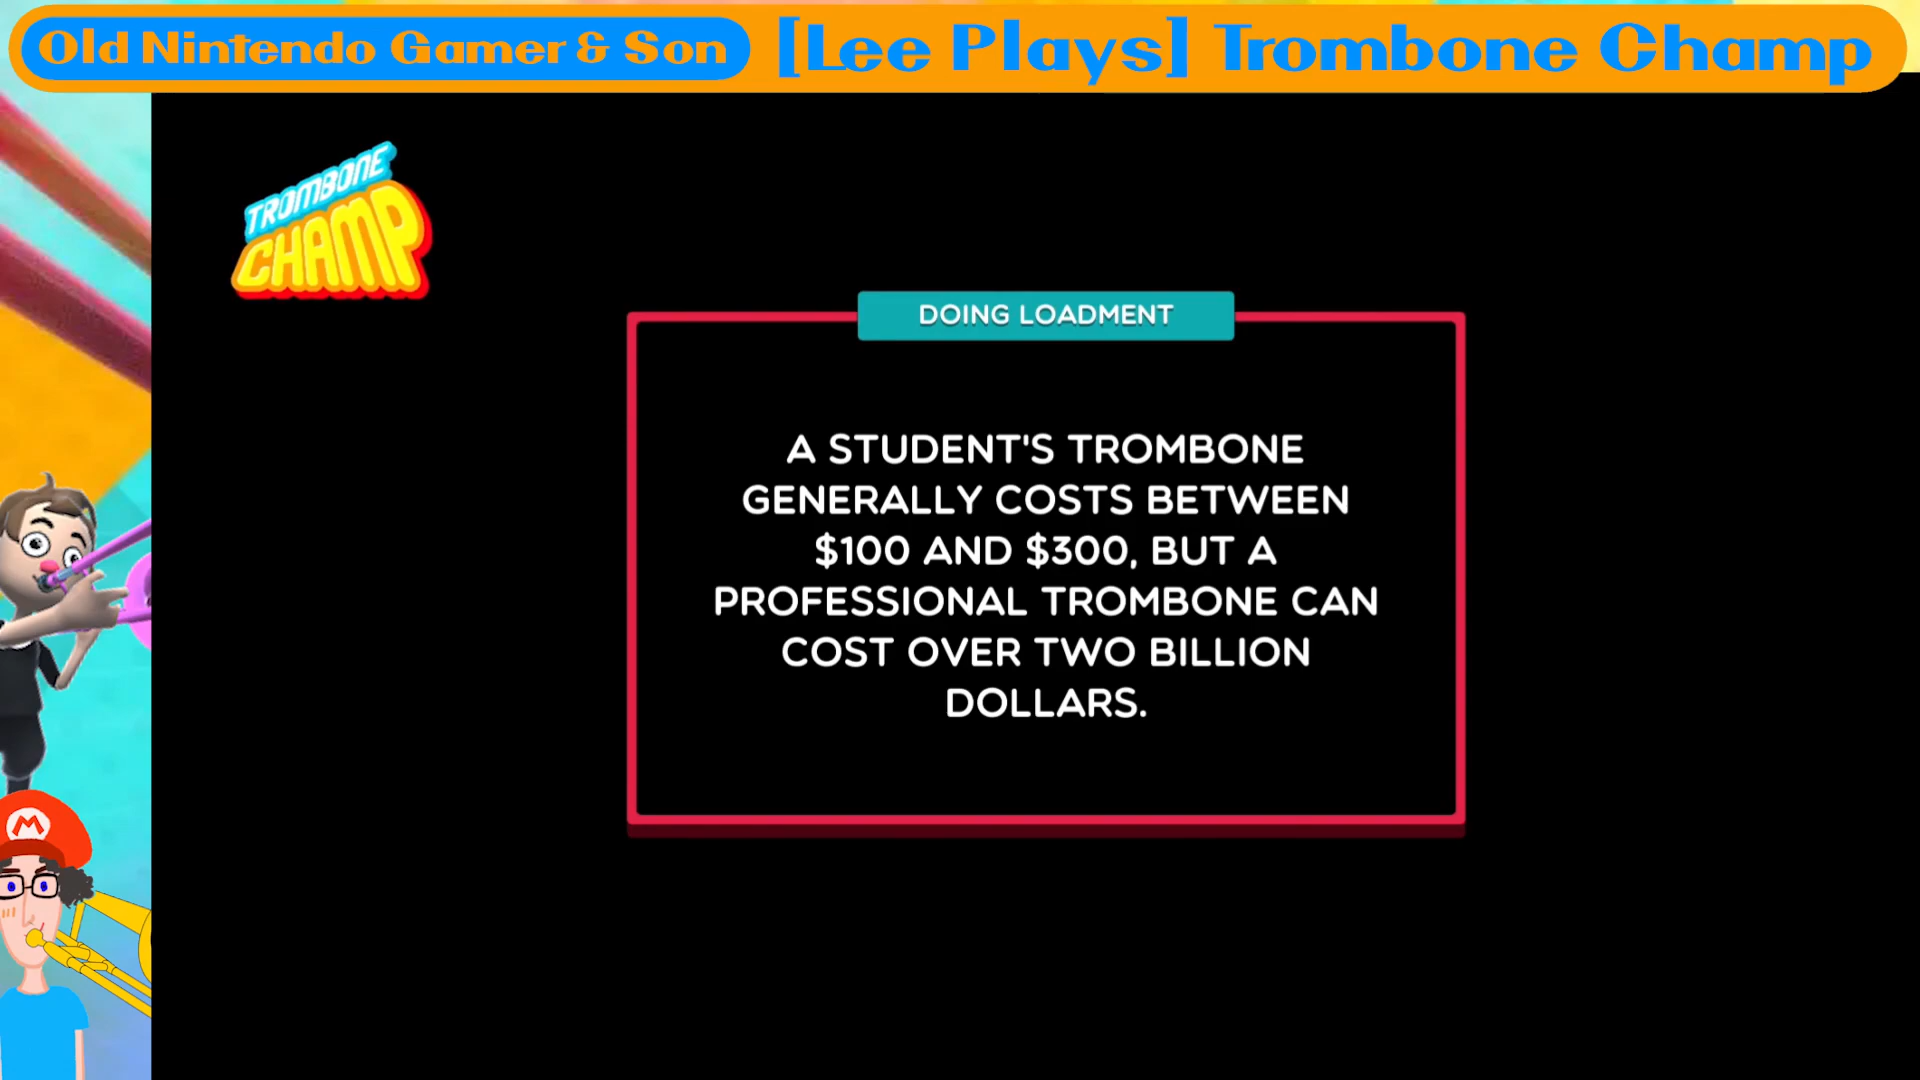 Old Nintendo Gamer & Son
[Lee Plays] Trombone Champ
TROMBONE
CHAMP
DOING LOADMENT
A STUDENT'S TROMBONE
GENERALLY COSTS BETWEEN
$100 AND $300, BUT A
PROFESSIONAL TROMBONE CAN
COST OVER TWO BILLION
DOLLARS.
M